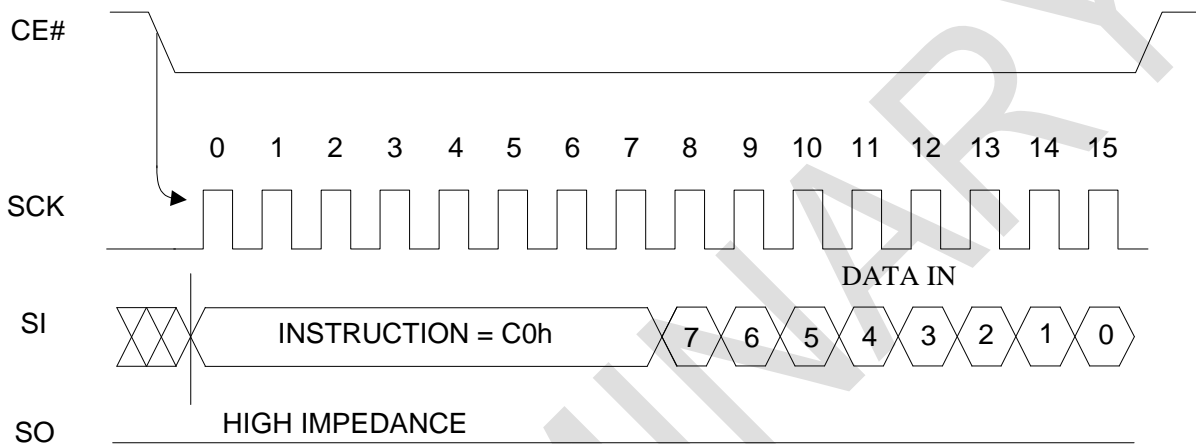 CE#
0 1 2 3 4 5 6 7 8 9 10 11 12 13 14 15
SCK
DATA IN
SI
INSTRUCTION = C0h
7 6 5 4 3 2 1 0
HIGH IMPEDANCE
SO